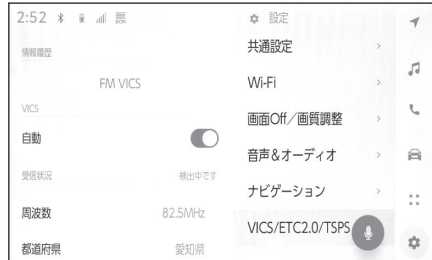 2:52
情報履歴
FM VICS
VICS
自動
受信状況 検出中です
周波数 82.5MHz
都道府県 愛知県
設定
共通設定
Wi-Fi
画面Off／画質調整
音声＆オーディオ
ナビゲーション
VICS/ETC2.0/TSPS